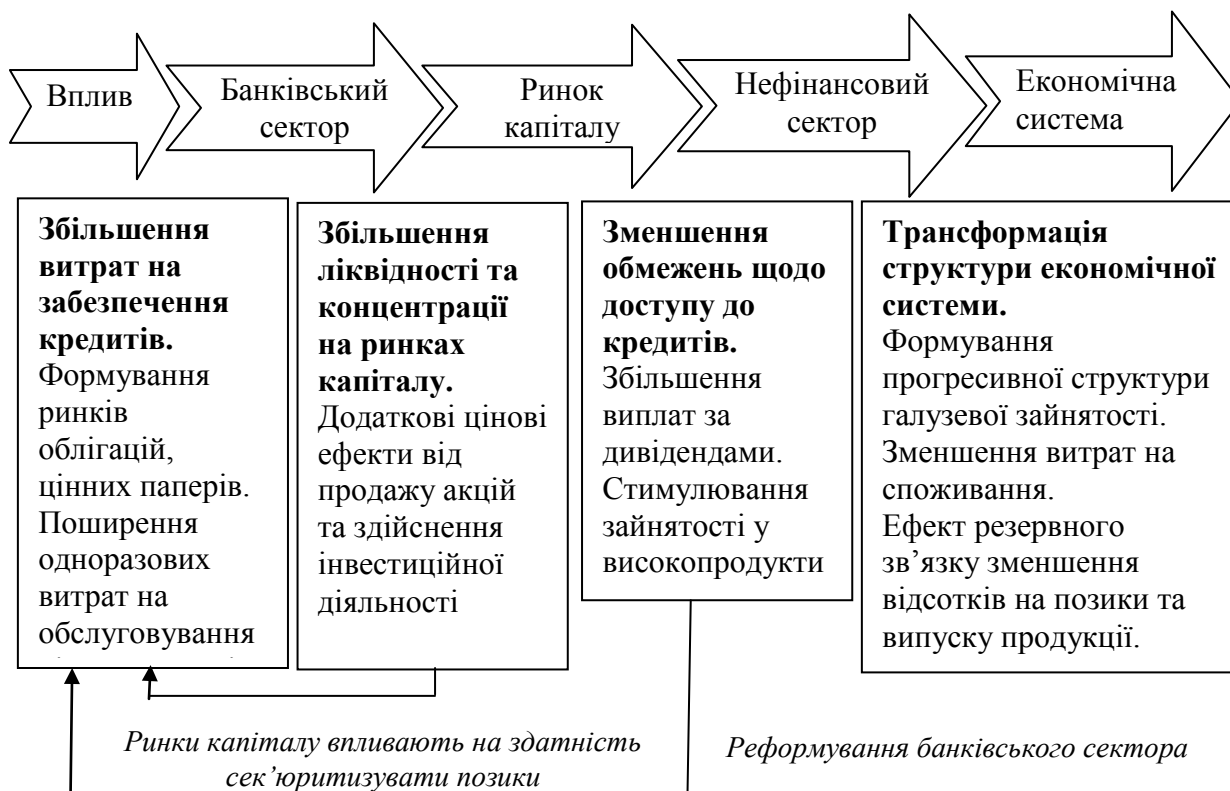 Вплив
Банківський
сектор
Ринок
капіталу
Нефінансовий
сектор
Економічна
система
Збільшення
витрат на
забезпечення
кредитів.
Формування
ринків
облігацій,
цінних паперів.
Поширення
одноразових
витрат на
обслуговування
Збільшення
ліквідності та
концентрації
на ринках
капіталу.
Додаткові цінові
ефекти від
продажу акцій
та здійснення
інвестиційної
діяльності
Зменшення
обмежень щодо
доступу до
кредитів.
Збільшення
виплат за
дивідендами.
Стимулювання
зайнятості у
високопродукти
Трансформація
структури економічної
системи.
Формування
прогресивної структури
галузевої зайнятості.
Зменшення витрат на
споживання.
Ефект резервного
зв’язку зменшення
відсотків на позики та
випуску продукції.
Ринки капіталу впливають на здатність
сек’юритизувати позики
Реформування банківського сектора